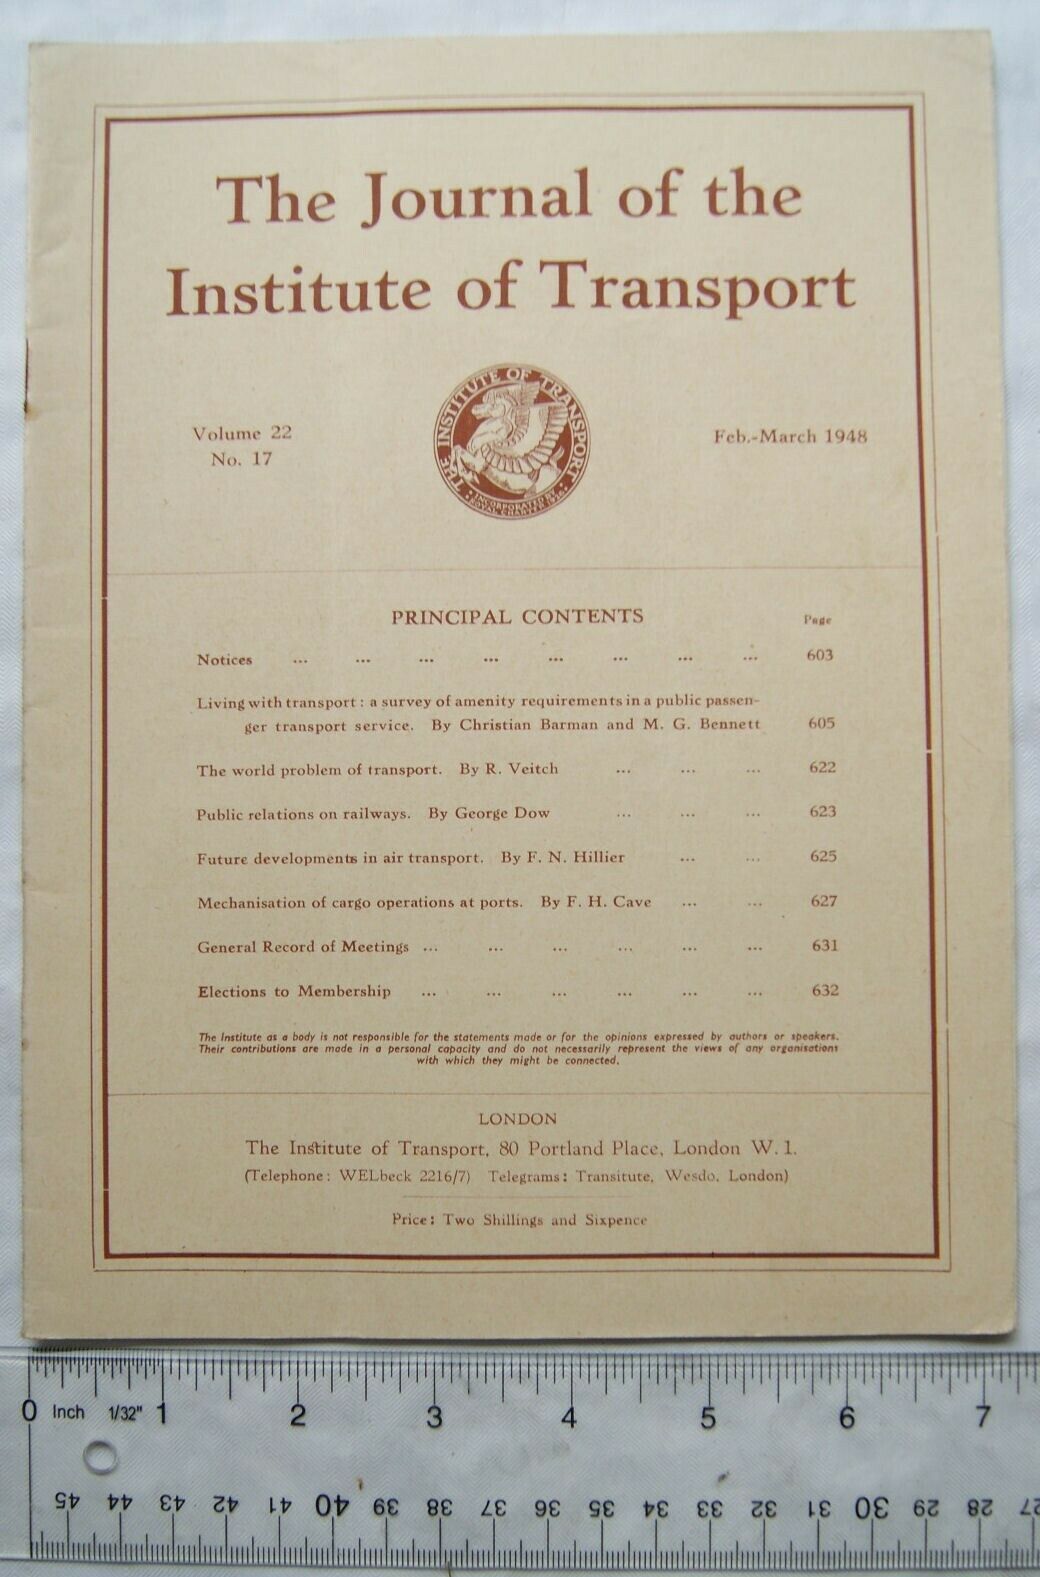 The Journal of the
Institute of Transport
THE INSTITUTE OF TRANSPORT
INCORPORATED BY
ROYAL CHARTER 1926
Volume 22
No. 17
Feb.-March 1948
PRINCIPAL CONTENTS Page
Notices ... ... ... ... ... ... ... ... 603
Living with transport : a survey of amenity requirements in a public passen-
ger transport service. By Christian Barman and M. G. Bennett 605
The world problem of transport. By R. Veitch ... ... ... 622
Public relations on railways. By George Dow ... ... ... 623
Future developments in air transport. By F. N. Hillier ... ... 625
Mechanisation of cargo operations at ports. By F. H. Cave ... ... 627
General Record of Meetings ... ... ... ... ... ... 631
Elections to Membership ... ... ... ... ... ... 632
The Institute as a body is not responsible for the statements made or for the opinions expressed by authors or speakers.
Their contributions are made in a personal capacity and do not necessarily represent the views of any organisations
with which they might be connected.
LONDON
The Institute of Transport, 80 Portland Place, London W. 1.
(Telephone: WELbeck 2216/7) Telegrams: Transitute, Wesdo, London)
Price: Two Shillings and Sixpence
0 Inch 1/32" 1 2 3 4 5 6 7
45 44 43 42 41 40 39 38 37 36 35 34 33 32 31 30 29 28 27